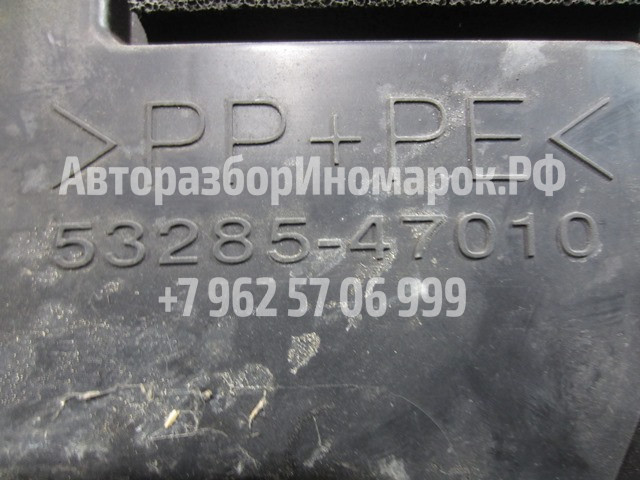 >PP+PE<
АвторазборИномарок.РФ
53285-47010
+7 962 57 06 999